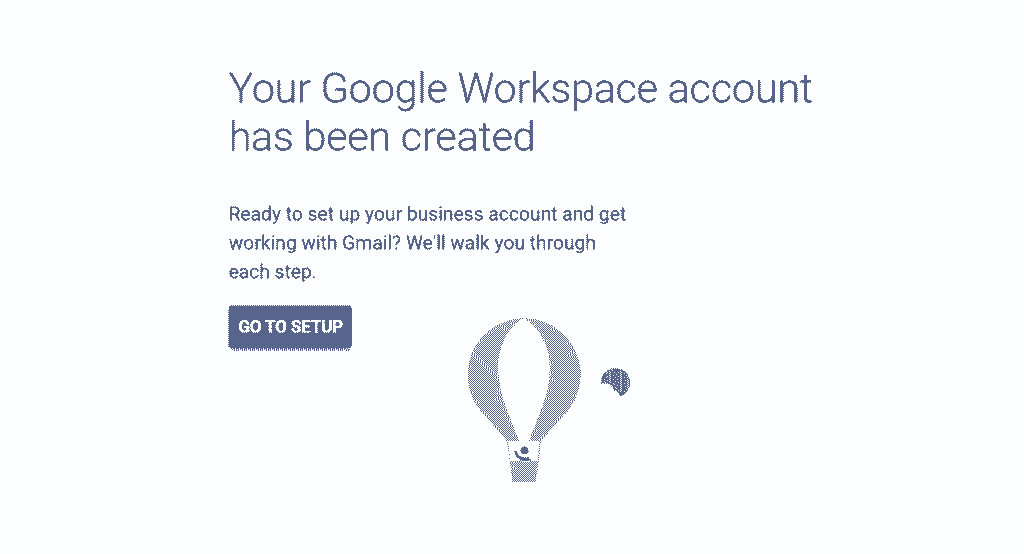 Your Google Workspace account
has been created
Ready to set up your business account and get
working with Gmail? We'll walk you through
each step.
GO TO SETUP